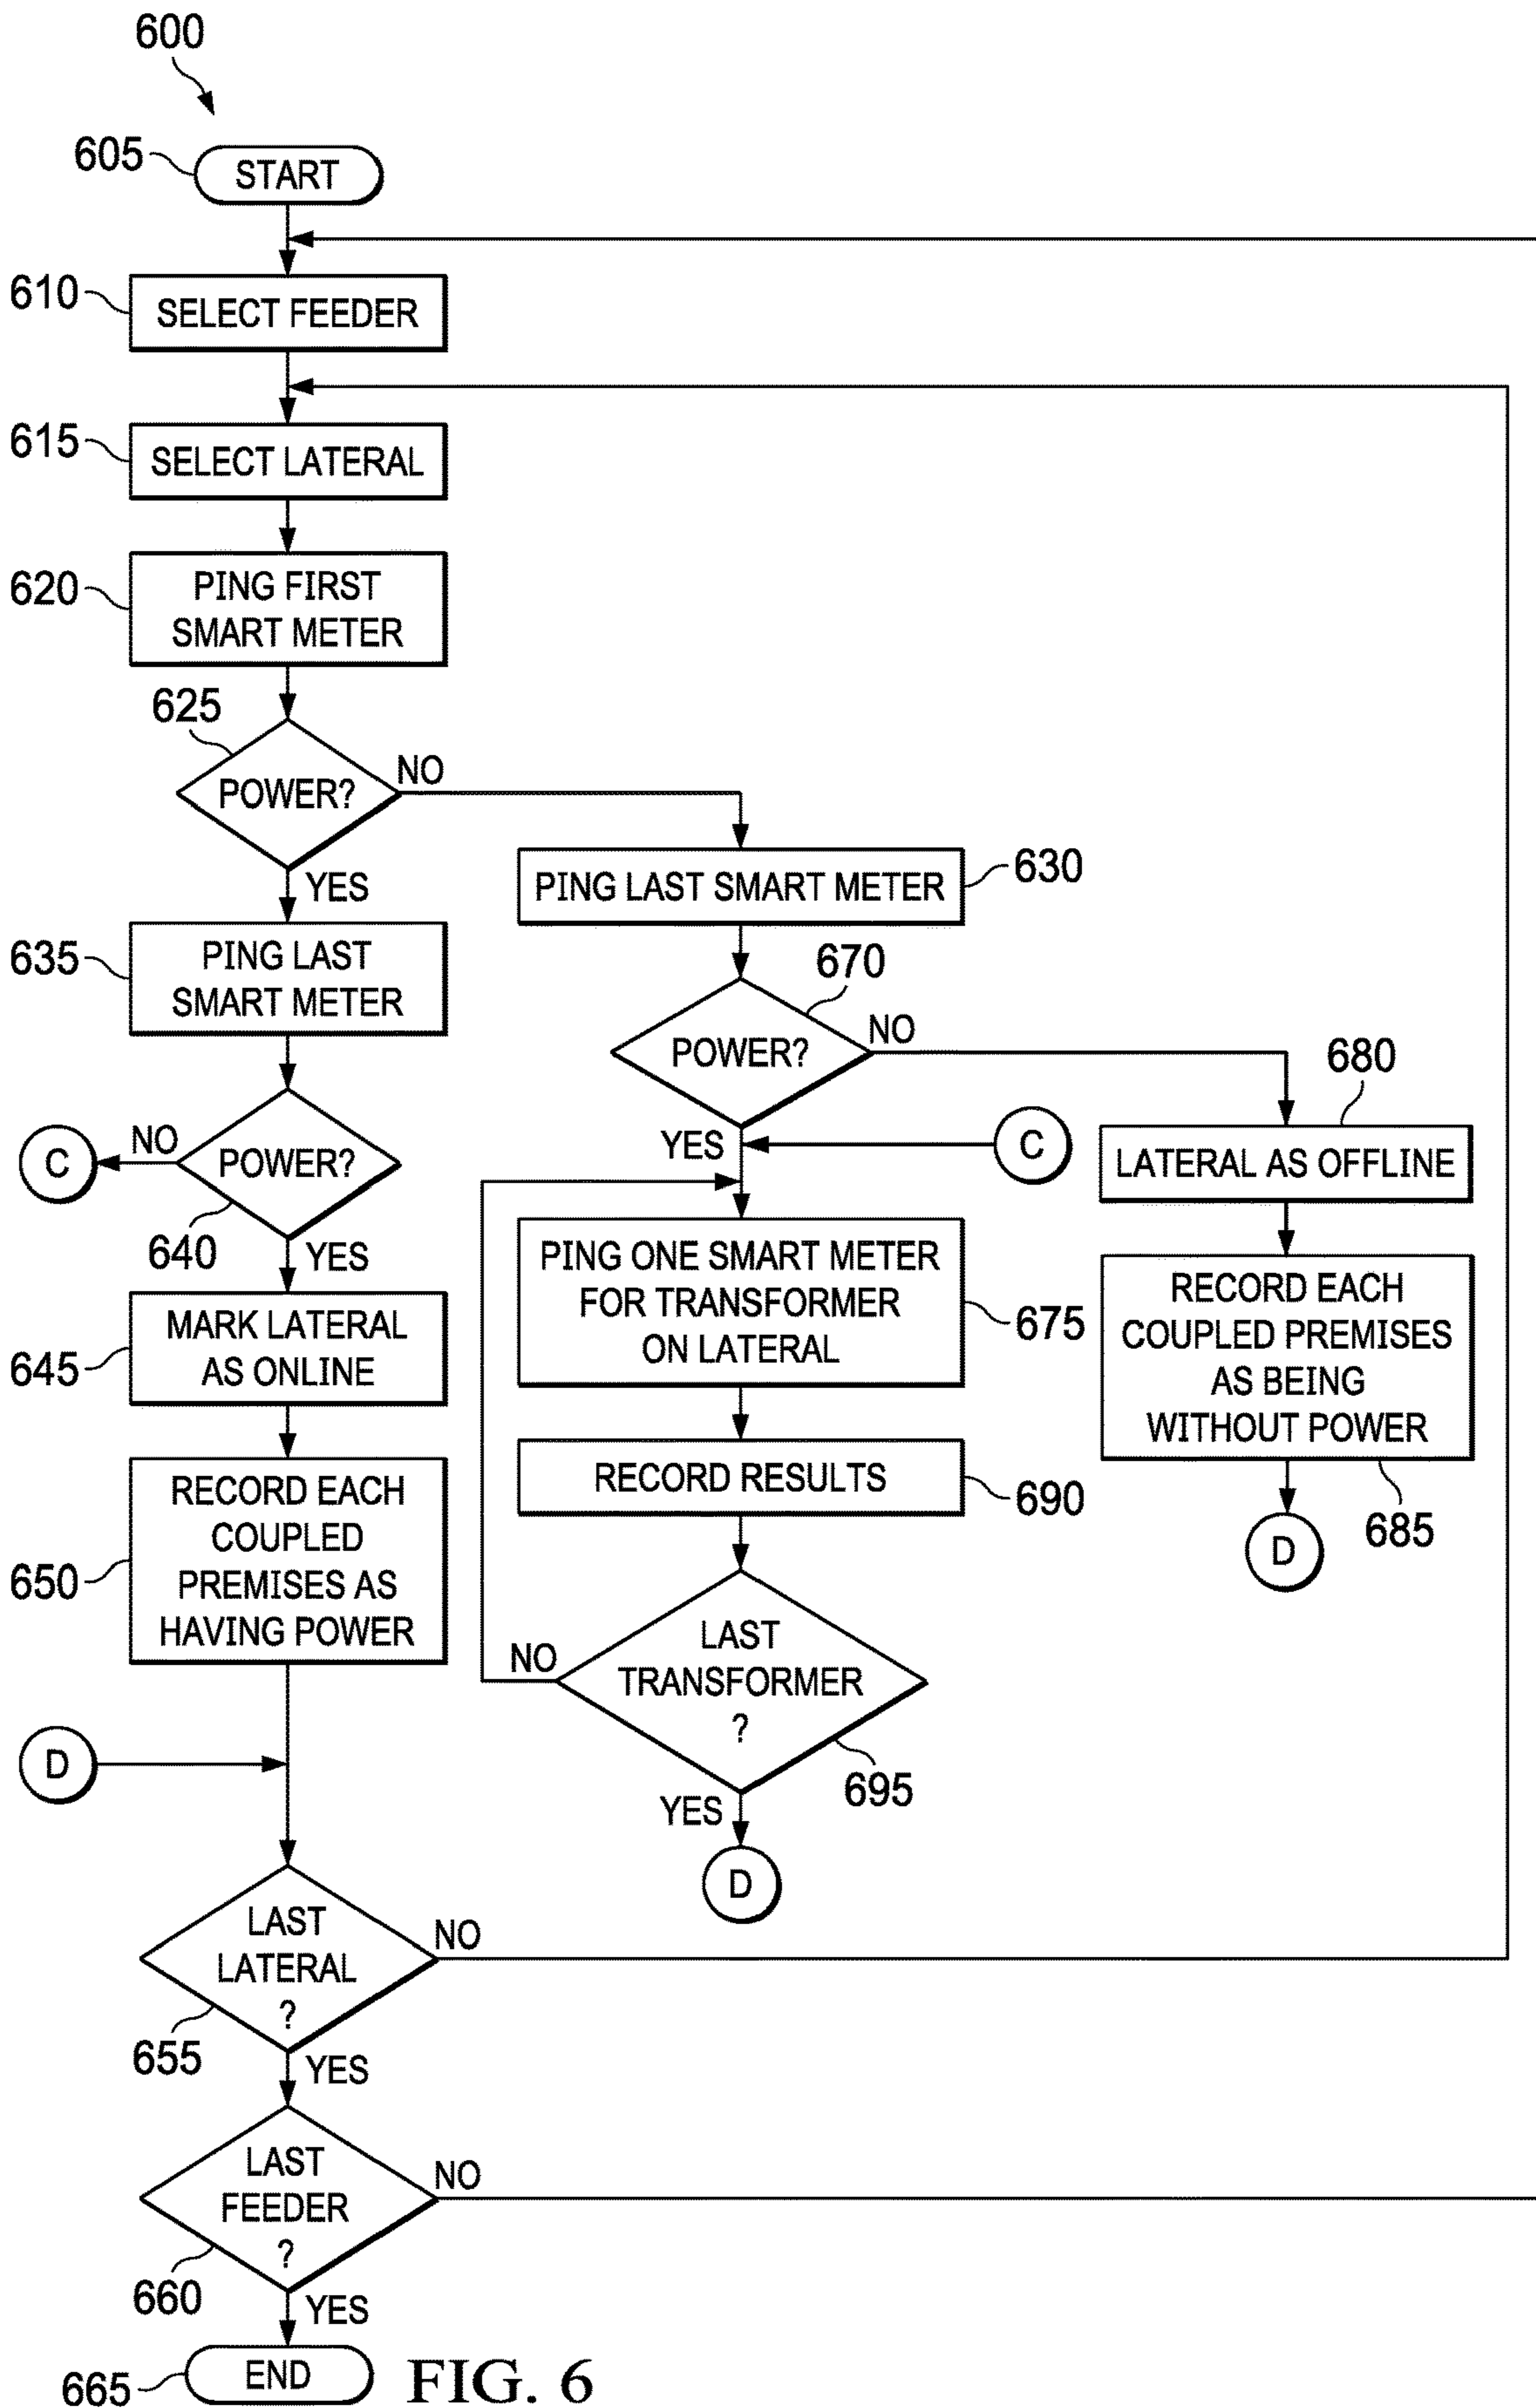 600
605
START
610
SELECT FEEDER
615
SELECT LATERAL
620
PING FIRST
SMART METER
625
POWER?
NO
YES
630
PING LAST SMART METER
635
PING LAST
SMART METER
670
POWER?
NO
YES
C
680
LATERAL AS OFFLINE
C
NO
POWER?
640
YES
PING ONE SMART METER
FOR TRANSFORMER
ON LATERAL
675
RECORD EACH
COUPLED PREMISES
AS BEING
WITHOUT POWER
685
D
645
MARK LATERAL
AS ONLINE
RECORD RESULTS
690
650
RECORD EACH
COUPLED
PREMISES AS
HAVING POWER
NO
LAST
TRANSFORMER
?
695
YES
D
D
LAST
LATERAL
?
NO
655
YES
LAST
FEEDER
?
NO
660
YES
665
END
FIG. 6